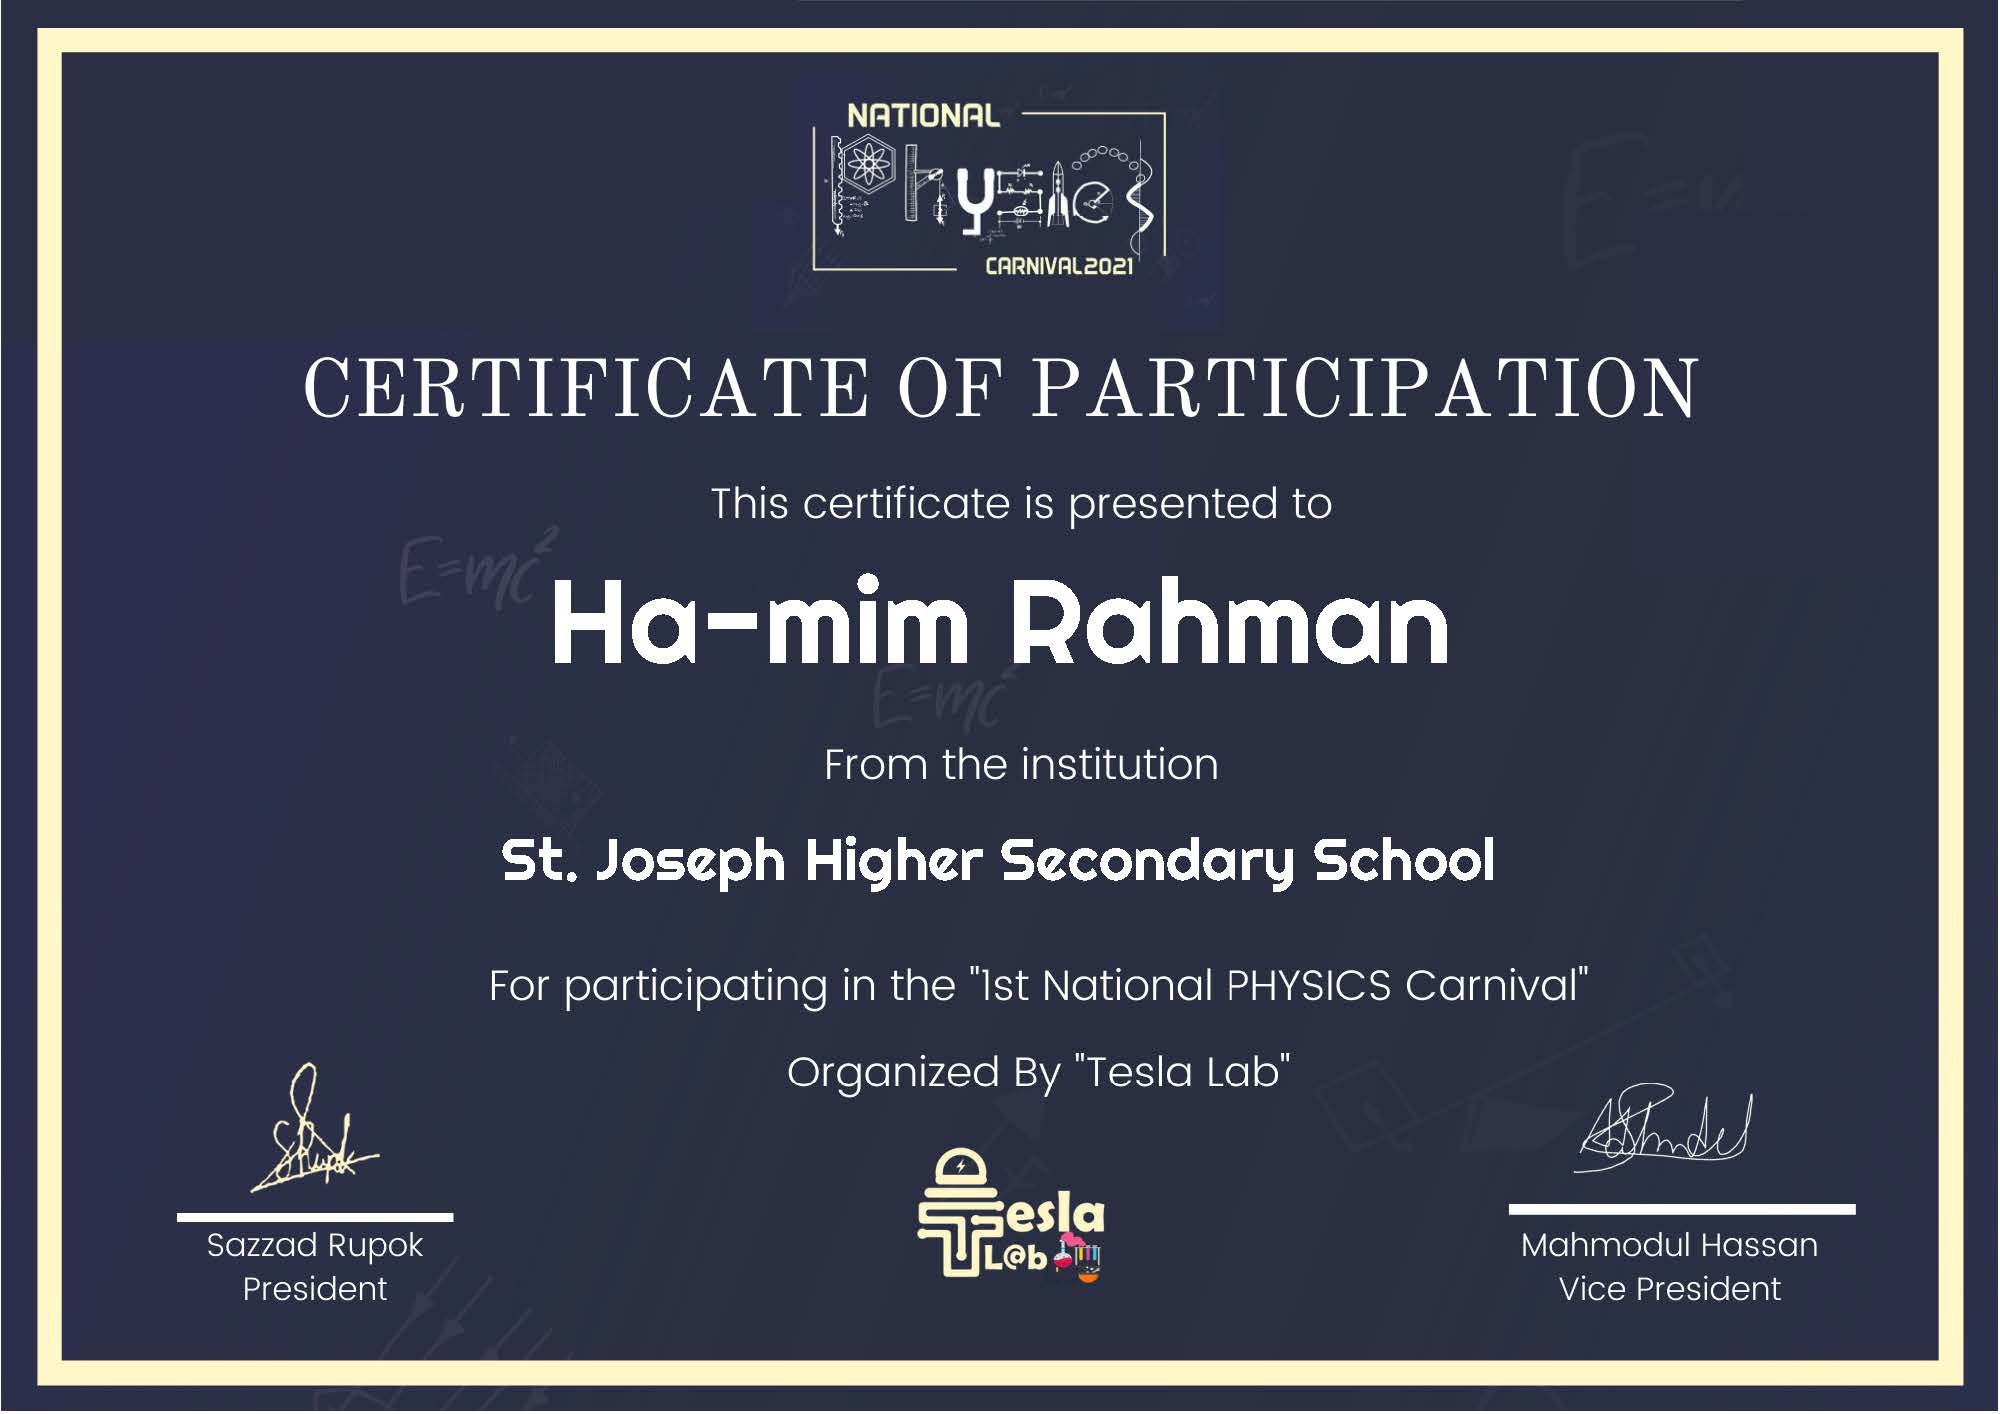 NATIONAL
Physics
CARNIVAL2021
CERTIFICATE OF PARTICIPATION
This certificate is presented to
E=mc²
Ha-mim Rahman
E=mc²
From the institution
St. Joseph Higher Secondary School
For participating in the "1st National PHYSICS Carnival"
Organized By "Tesla Lab"
Tesla
L@b
Sazzad Rupok
President
Mahmodul Hassan
Vice President